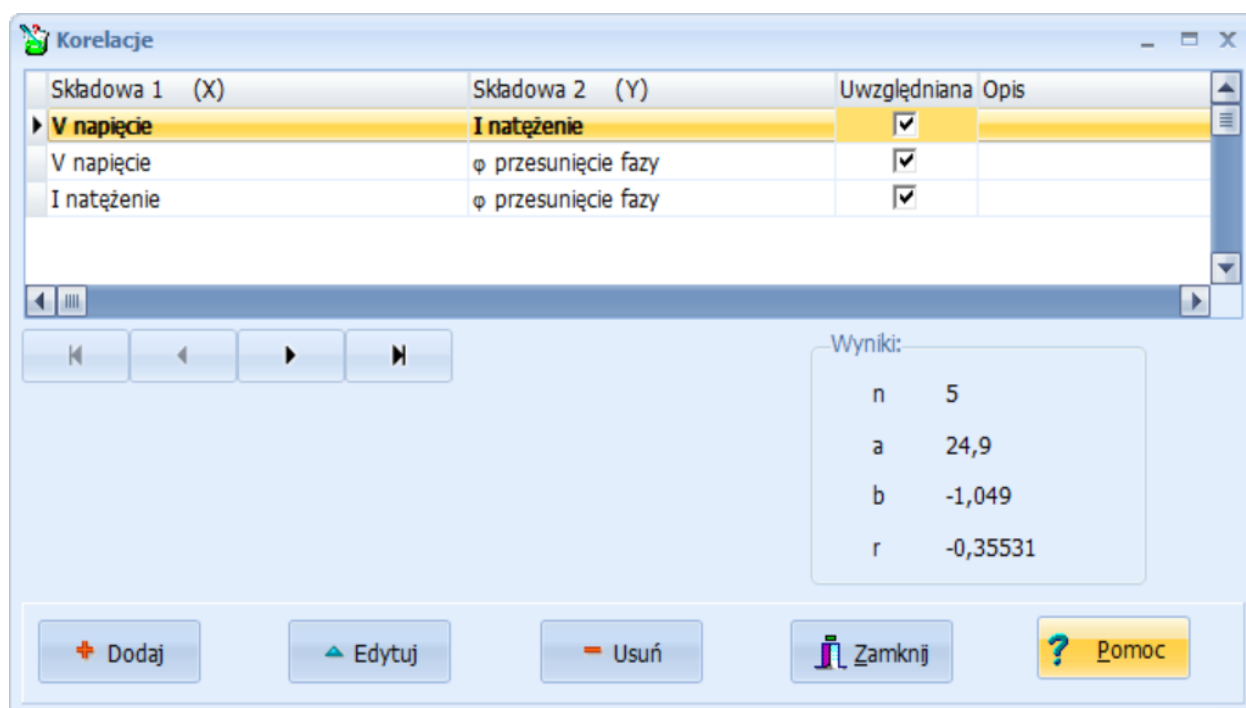 Korelacje
Składowa 1 (X) Składowa 2 (Y) Uwzględniana Opis
V napięcie I natężenie
V napięcie φ przesunięcie fazy
I natężenie φ przesunięcie fazy
Wyniki:
n 5
a 24,9
b -1,049
r -0,35531
Dodaj Edytuj Usuń Zamknij ? Pomoc